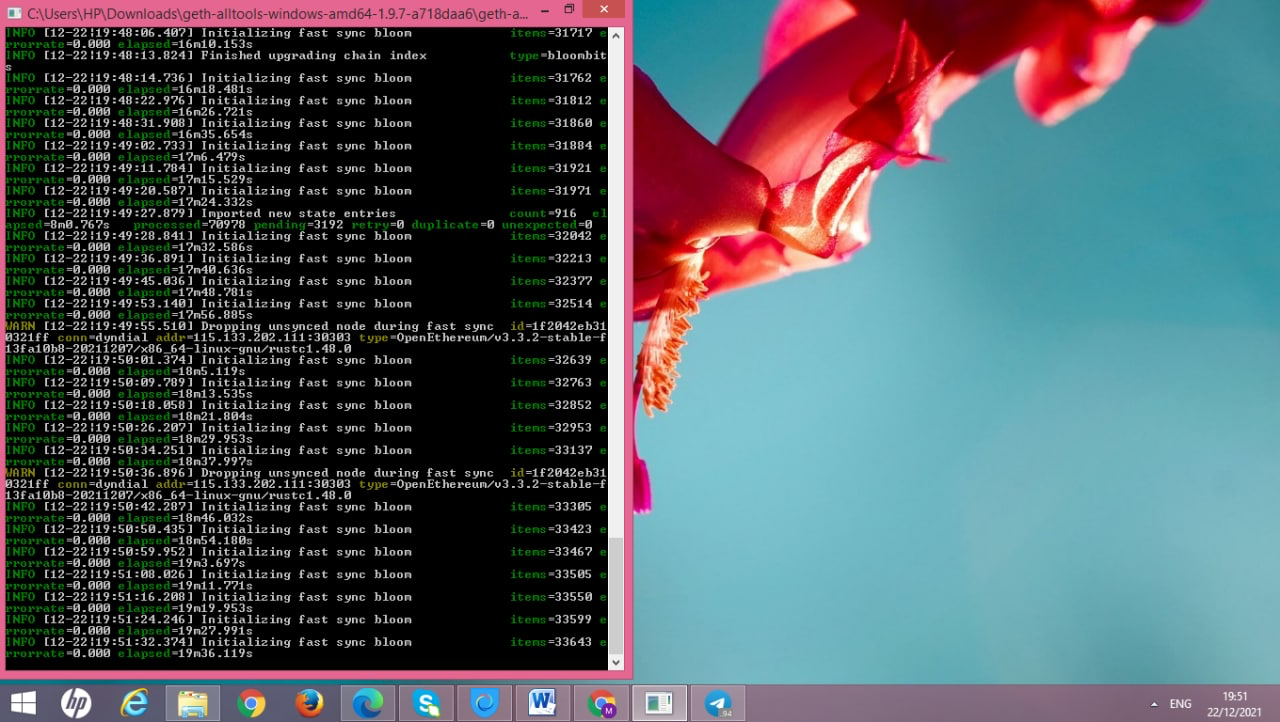 C:\Users\HP\Downloads\geth-alltools-windows-amd64-1.9.7-a718daa6\geth-a...
INFO [12-22|19:48:06.407] Initializing fast sync bloom items=31717 e
rrorrate=0.000 elapsed=16m10.153s
INFO [12-22|19:48:13.824] Finished upgrading chain index type=bloombit
s
INFO [12-22|19:48:14.736] Initializing fast sync bloom items=31762 e
rrorrate=0.000 elapsed=16m18.481s
INFO [12-22|19:48:22.976] Initializing fast sync bloom items=31812 e
rrorrate=0.000 elapsed=16m26.721s
INFO [12-22|19:48:31.908] Initializing fast sync bloom items=31860 e
rrorrate=0.000 elapsed=16m35.654s
INFO [12-22|19:49:02.733] Initializing fast sync bloom items=31884 e
rrorrate=0.000 elapsed=17m6.479s
INFO [12-22|19:49:11.784] Initializing fast sync bloom items=31921 e
rrorrate=0.000 elapsed=17m15.529s
INFO [12-22|19:49:20.587] Initializing fast sync bloom items=31971 e
rrorrate=0.000 elapsed=17m24.332s
INFO [12-22|19:49:27.879] Imported new state entries count=916 el
apsed=8m0.767s processed=70978 pending=3192 retry=0 duplicate=0 unexpected=0
INFO [12-22|19:49:28.841] Initializing fast sync bloom items=32042 e
rrorrate=0.000 elapsed=17m32.586s
INFO [12-22|19:49:36.891] Initializing fast sync bloom items=32213 e
rrorrate=0.000 elapsed=17m40.636s
INFO [12-22|19:49:45.036] Initializing fast sync bloom items=32377 e
rrorrate=0.000 elapsed=17m48.781s
INFO [12-22|19:49:53.140] Initializing fast sync bloom items=32514 e
rrorrate=0.000 elapsed=17m56.885s
WARN [12-22|19:49:55.510] Dropping unsynced node during fast sync id=1f2042eb31
0321ff conn=dyndial addr=115.133.202.111:30303 type=OpenEthereum/v3.3.2-stable-f
13fa10b8-20211207/x86_64-linux-gnu/rustc1.48.0
INFO [12-22|19:50:01.374] Initializing fast sync bloom items=32639 e
rrorrate=0.000 elapsed=18m5.119s
INFO [12-22|19:50:09.789] Initializing fast sync bloom items=32763 e
rrorrate=0.000 elapsed=18m13.535s
INFO [12-22|19:50:18.058] Initializing fast sync bloom items=32852 e
rrorrate=0.000 elapsed=18m21.804s
INFO [12-22|19:50:26.207] Initializing fast sync bloom items=32953 e
rrorrate=0.000 elapsed=18m29.953s
INFO [12-22|19:50:34.251] Initializing fast sync bloom items=33137 e
rrorrate=0.000 elapsed=18m37.997s
WARN [12-22|19:50:36.896] Dropping unsynced node during fast sync id=1f2042eb31
0321ff conn=dyndial addr=115.133.202.111:30303 type=OpenEthereum/v3.3.2-stable-f
13fa10b8-20211207/x86_64-linux-gnu/rustc1.48.0
INFO [12-22|19:50:42.287] Initializing fast sync bloom items=33305 e
rrorrate=0.000 elapsed=18m46.032s
INFO [12-22|19:50:50.435] Initializing fast sync bloom items=33423 e
rrorrate=0.000 elapsed=18m54.180s
INFO [12-22|19:50:59.952] Initializing fast sync bloom items=33467 e
rrorrate=0.000 elapsed=19m3.697s
INFO [12-22|19:51:08.026] Initializing fast sync bloom items=33505 e
rrorrate=0.000 elapsed=19m11.771s
INFO [12-22|19:51:16.208] Initializing fast sync bloom items=33550 e
rrorrate=0.000 elapsed=19m19.953s
INFO [12-22|19:51:24.246] Initializing fast sync bloom items=33599 e
rrorrate=0.000 elapsed=19m27.991s
INFO [12-22|19:51:32.374] Initializing fast sync bloom items=33643 e
rrorrate=0.000 elapsed=19m36.119s
hp
M
94
ENG
19:51
22/12/2021